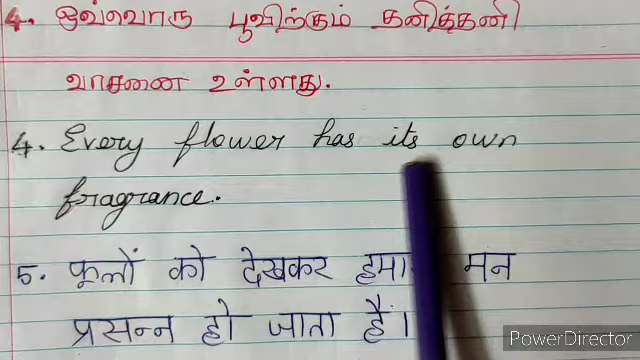 4. ஒவ்வொரு பூவிற்கும் தனித்தனி
வாசனை உள்ளது.
4. Every flower has its own
fragrance.
5. फूलों को देखकर मन
प्रसन्न हो जाता है।
PowerDirector